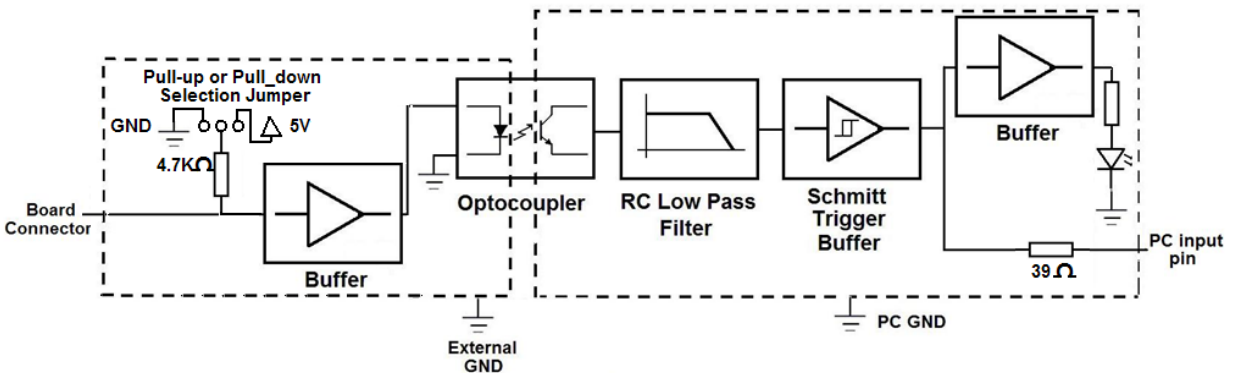 Pull-up or Pull_down
Selection Jumper
GND
5V
4.7KΩ
Board
Connector
Buffer
Optocoupler
RC Low Pass
Filter
Schmitt
Trigger
Buffer
Buffer
39Ω
PC input
pin
External
GND
PC GND